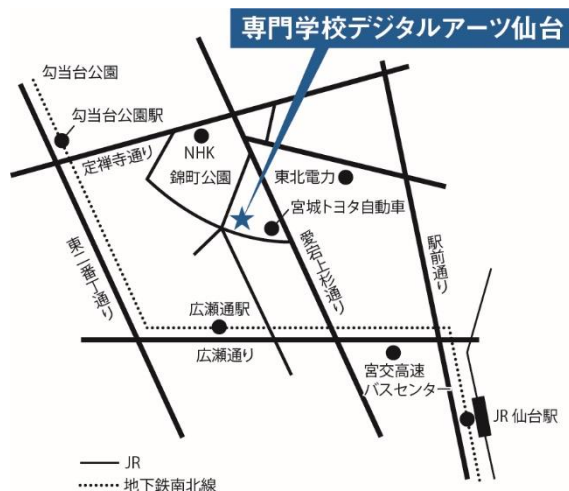 専門学校デジタルアーツ仙台
勾当台公園
勾当台公園駅
定禅寺通り
NHK
錦町公園
東北電力
宮城トヨタ自動車
東二番丁通り
愛宕上杉通り
駅前通り
広瀬通駅
広瀬通り
宮交高速
バスセンター
JR 仙台駅
JR
地下鉄南北線